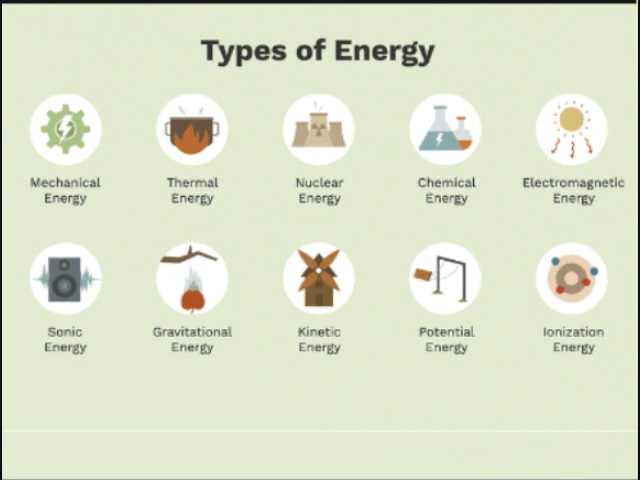 Types of Energy
Mechanical
Energy
Thermal
Energy
Nuclear
Energy
Chemical
Energy
Electromagnetic
Energy
Sonic
Energy
Gravitational
Energy
Kinetic
Energy
Potential
Energy
Ionization
Energy